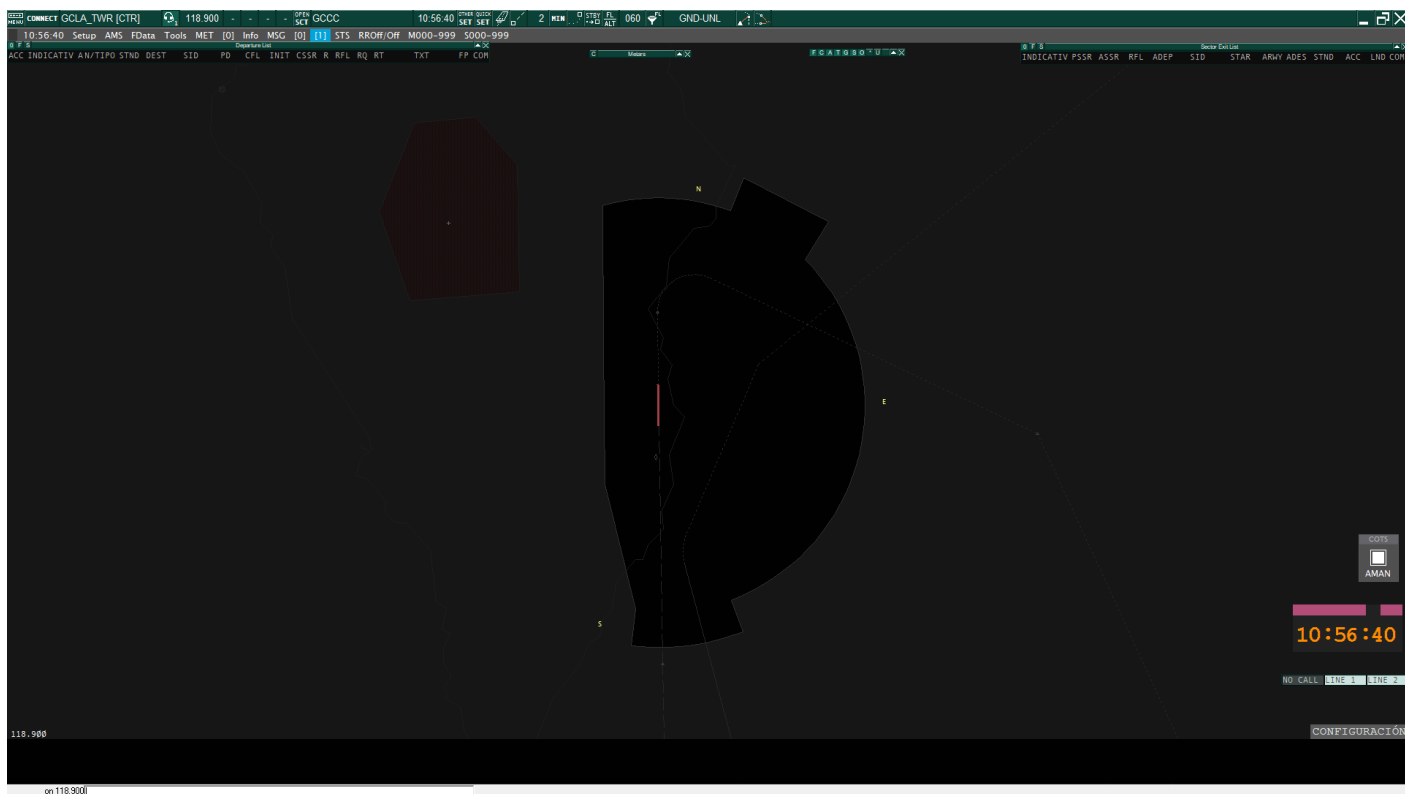 MENU CONNECT GCLA_TWR [CTR] 118.900 - - - - OPEN SCT GCCC 10:56:40 OTHER SET QUICK SET 2 MIN STBY FL ALT 060 FL GND-UNL
10:56:40 Setup AMS FData Tools MET [0] Info MSG [0] [1] STS RROff/Off M000-999 S000-999
O F S Departure List
ACC INDICATIV AN/TIPO STND DEST SID PD CFL INIT CSSR R RFL RQ RT TXT FP COM
C Metars
F C A T G S O * U
O F S Sector Exit List
INDICATIV PSSR ASSR RFL ADEP SID STAR ARWY ADES STND ACC LND COM
N
E
S
COTS
AMAN
10:56:40
NO CALL LINE 1 LINE 2
118.900
CONFIGURACIÓN
on 118.900